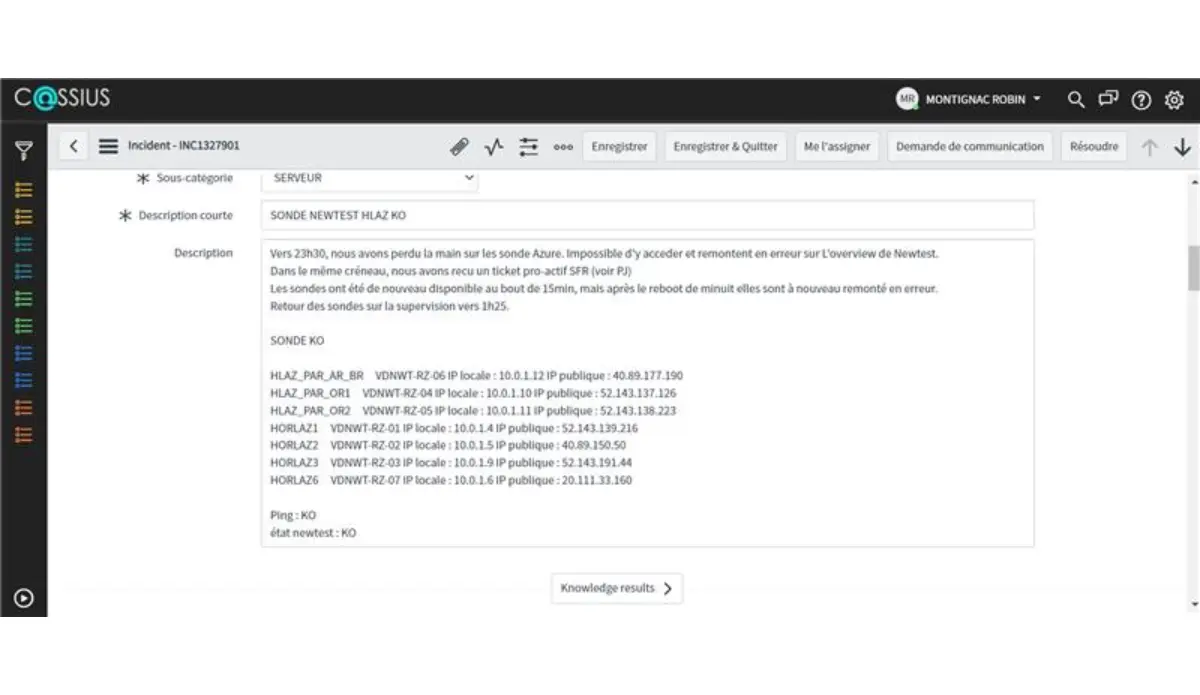 C@SSIUS
MR MONTIGNAC ROBIN
Incident - INC1327901
Enregistrer
Enregistrer & Quitter
Me l'assigner
Demande de communication
Résoudre
Sous-catégorie
SERVEUR
Description courte
SONDE NEWTEST HLAZ KO
Description
Vers 23h30, nous avons perdu la main sur les sonde Azure. Impossible d'y acceder et remontent en erreur sur L'overview de Newtest.
Dans le même créneau, nous avons recu un ticket pro-actif SFR (voir PJ)
Les sondes ont été de nouveau disponible au bout de 15min, mais après le reboot de minuit elles sont à nouveau remonté en erreur.
Retour des sondes sur la supervision vers 1h25.
SONDE KO
HLAZ_PAR_AR_BR VDNWT-RZ-06 IP locale : 10.0.1.12 IP publique : 40.89.177.190
HLAZ_PAR_OR1 VDNWT-RZ-04 IP locale : 10.0.1.10 IP publique : 52.143.137.126
HLAZ_PAR_OR2 VDNWT-RZ-05 IP locale : 10.0.1.11 IP publique : 52.143.138.223
HORLAZ1 VDNWT-RZ-01 IP locale : 10.0.1.4 IP publique : 52.143.139.216
HORLAZ2 VDNWT-RZ-02 IP locale : 10.0.1.5 IP publique : 40.89.150.50
HORLAZ3 VDNWT-RZ-03 IP locale : 10.0.1.9 IP publique : 52.143.191.44
HORLAZ6 VDNWT-RZ-07 IP locale : 10.0.1.6 IP publique : 20.111.33.160
Ping : KO
état newtest : KO
Knowledge results